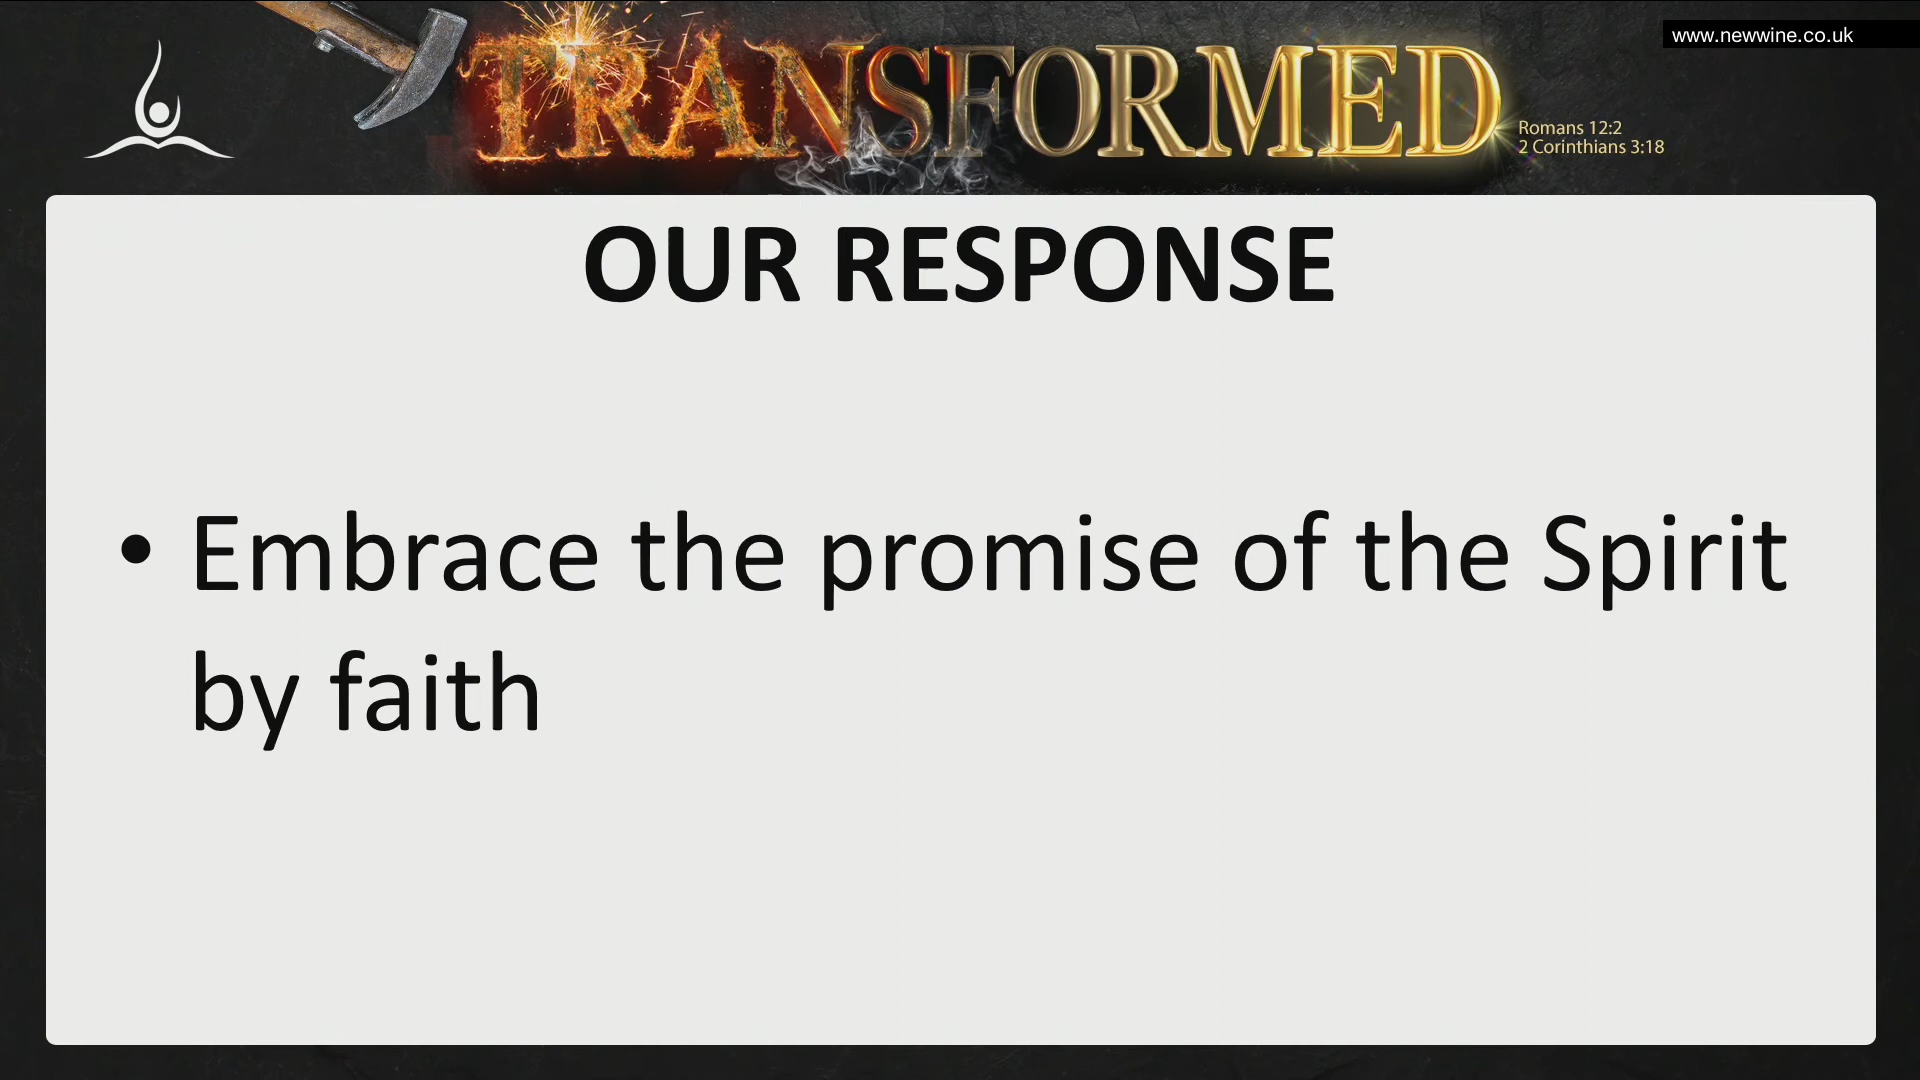 www.newwine.co.uk
TRANSFORMED
Romans 12:2
2 Corinthians 3:18
OUR RESPONSE
• Embrace the promise of the Spirit
by faith